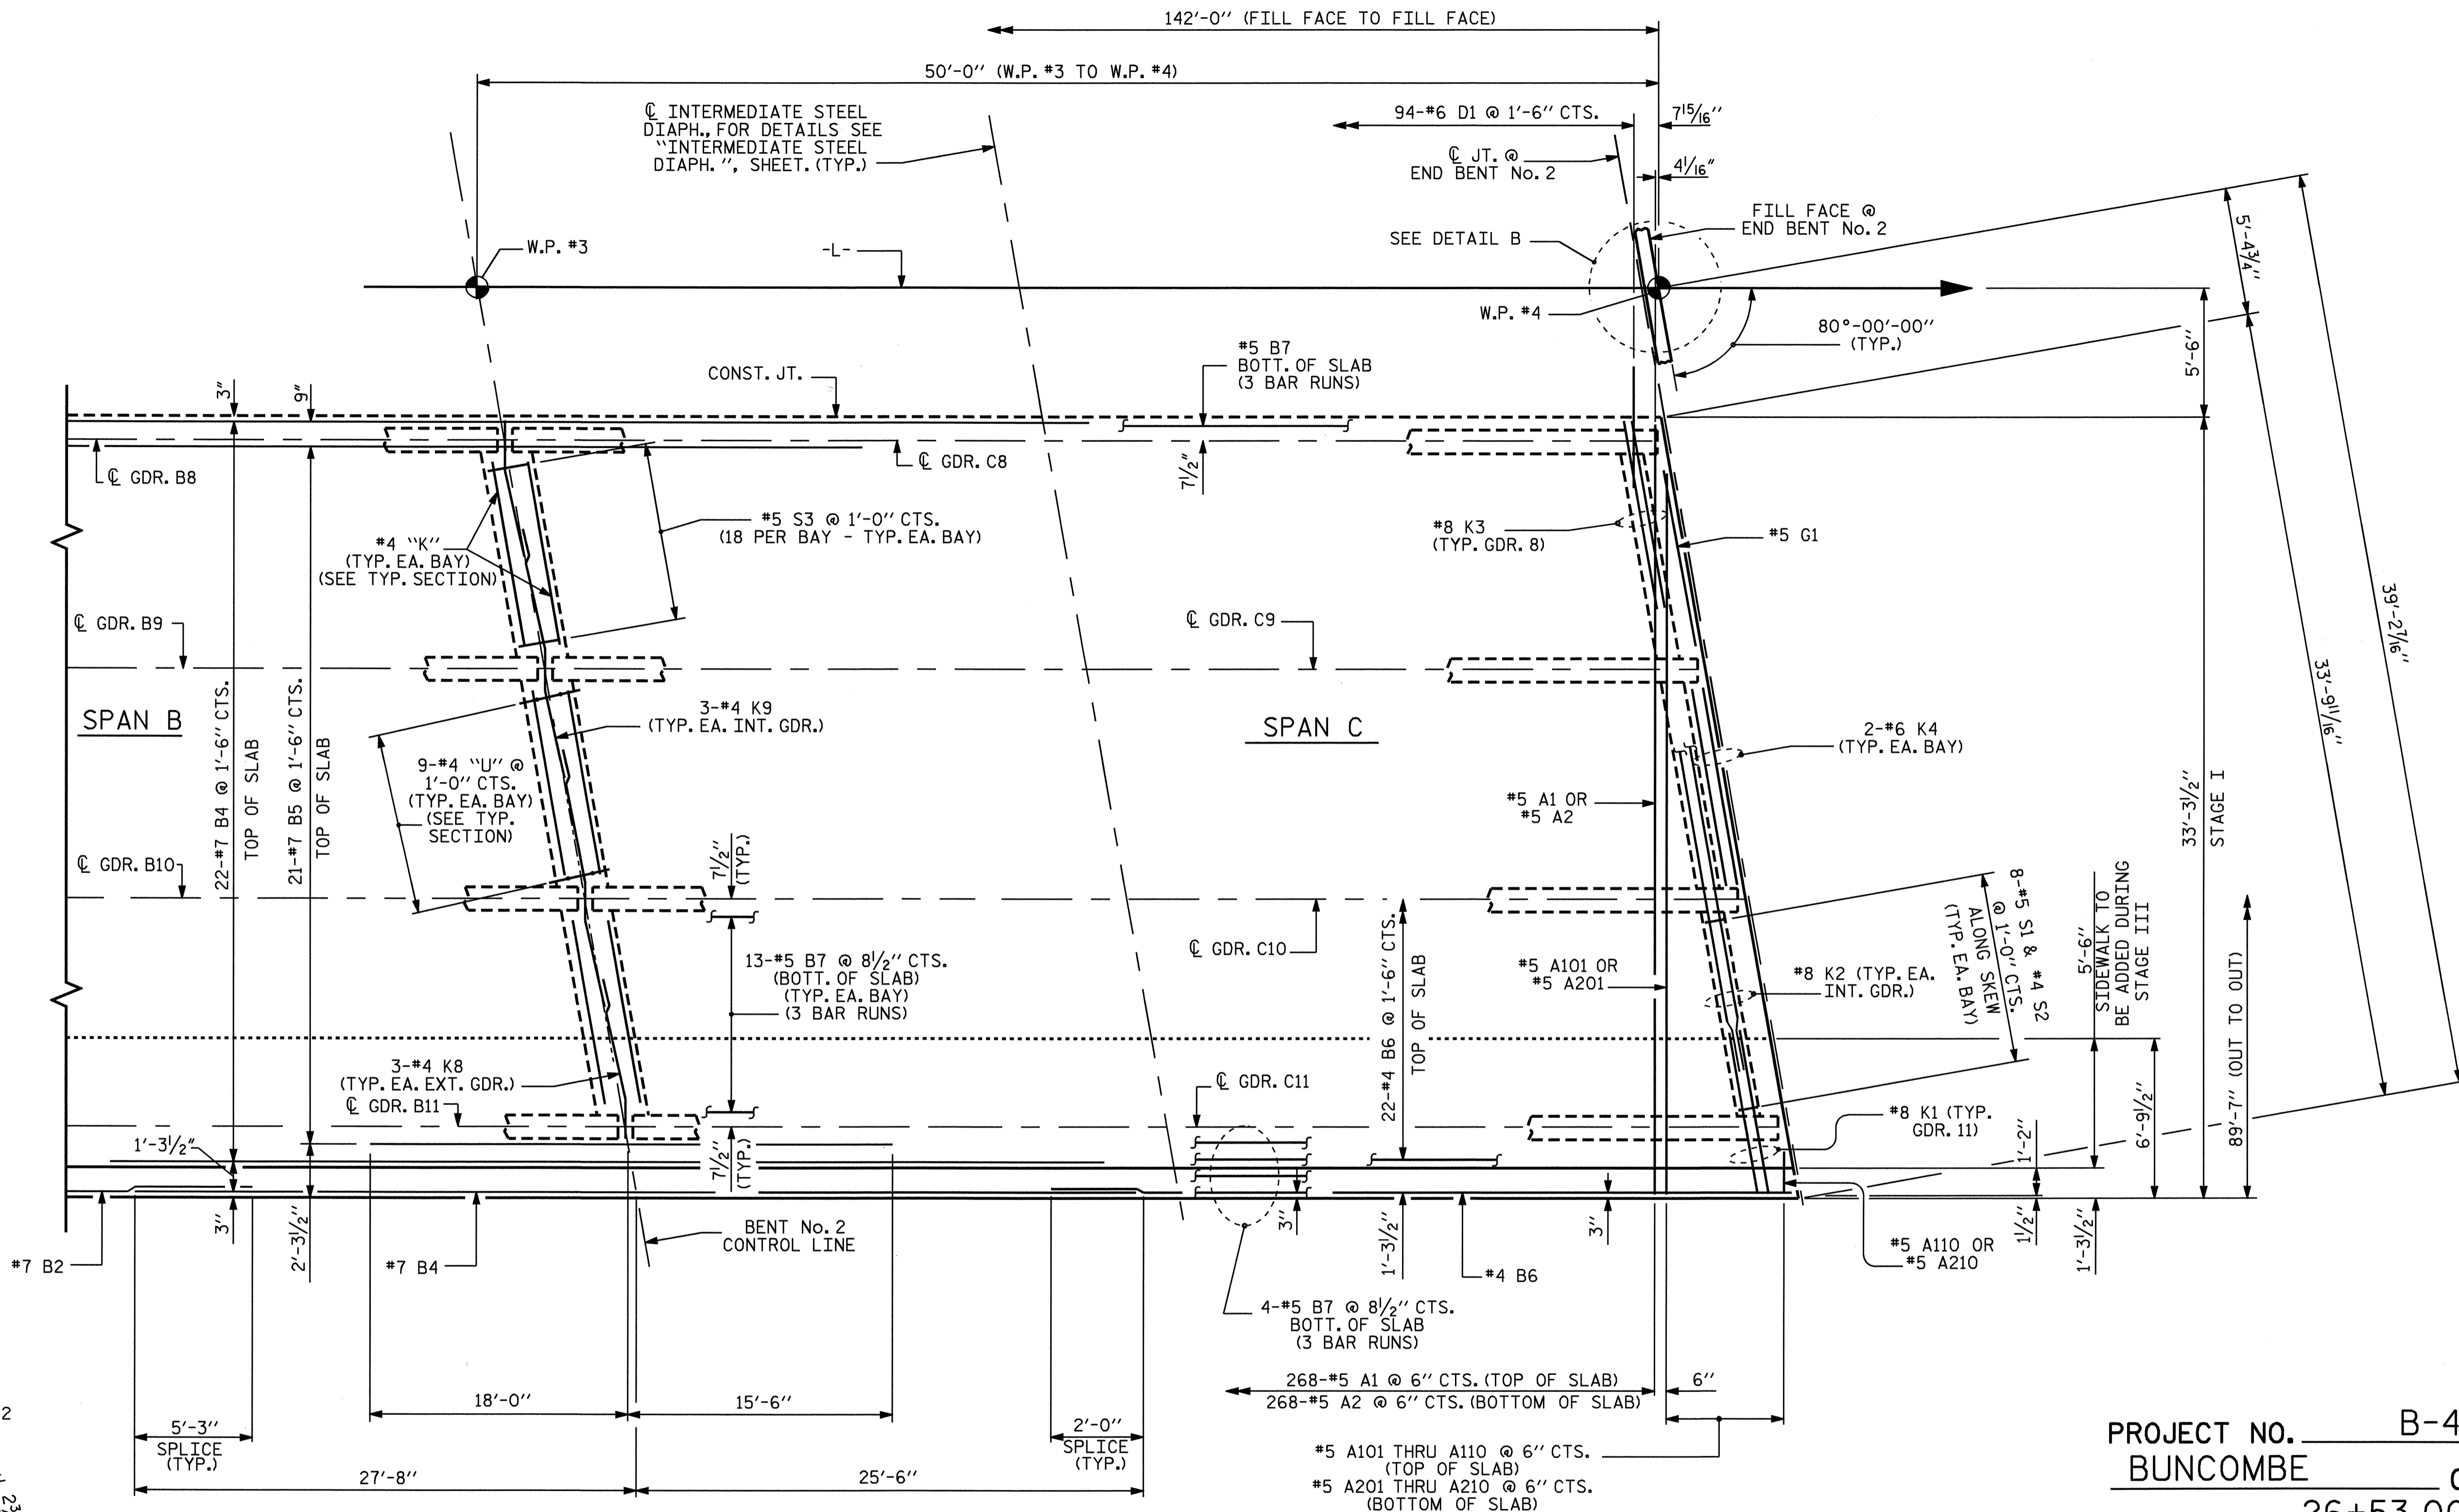 142'-0" (FILL FACE TO FILL FACE)
50'-0" (W.P. #3 TO W.P. #4)
℄ INTERMEDIATE STEEL
DIAPH., FOR DETAILS SEE
"INTERMEDIATE STEEL
DIAPH.", SHEET. (TYP.)
94-#6 D1 @ 1'-6" CTS.
7 15/16"
℄ JT. @
END BENT No. 2
4 1/16"
FILL FACE @
END BENT No. 2
SEE DETAIL B
W.P. #3
-L-
W.P. #4
80°-00'-00"
(TYP.)
5'-4 3/4"
5'-6"
39'-2 7/16"
33'-9 11/16"
3"
9"
CONST. JT.
#5 B7
BOTT. OF SLAB
(3 BAR RUNS)
℄ GDR. B8
℄ GDR. C8
7 1/2"
#5 S3 @ 1'-0" CTS.
(18 PER BAY - TYP. EA. BAY)
#4 "K"
(TYP. EA. BAY)
(SEE TYP. SECTION)
#8 K3
(TYP. GDR. 8)
#5 G1
℄ GDR. B9
℄ GDR. C9
SPAN B
22-#7 B4 @ 1'-6" CTS.
TOP OF SLAB
21-#7 B5 @ 1'-6" CTS.
TOP OF SLAB
3-#4 K9
(TYP. EA. INT. GDR.)
SPAN C
2-#6 K4
(TYP. EA. BAY)
9-#4 "U" @
1'-0" CTS.
(TYP. EA. BAY)
(SEE TYP.
SECTION)
#5 A1 OR
#5 A2
33'-3 1/2"
STAGE I
℄ GDR. B10
7 1/2"
(TYP.)
℄ GDR. C10
13-#5 B7 @ 8 1/2" CTS.
(BOTT. OF SLAB)
(TYP. EA. BAY)
(3 BAR RUNS)
#5 A101 OR
#5 A201
22-#4 B6 @ 1'-6" CTS.
TOP OF SLAB
#8 K2 (TYP. EA.
INT. GDR.)
8-#5 S1 & #4 S2
@ 1'-0" CTS.
ALONG SKEW
(TYP. EA. BAY)
5'-6"
SIDEWALK TO
BE ADDED DURING
STAGE III
89'-7" (OUT TO OUT)
6'-9 1/2"
3-#4 K8
(TYP. EA. EXT. GDR.)
℄ GDR. B11
℄ GDR. C11
#8 K1 (TYP.
GDR. 11)
1'-3 1/2"
7 1/2"
(TYP.)
1'-2"
1 1/2"
1'-3 1/2"
3"
2'-3 1/2"
3"
1'-3 1/2"
3"
#7 B2
#7 B4
BENT No. 2
CONTROL LINE
#4 B6
#5 A110 OR
#5 A210
4-#5 B7 @ 8 1/2" CTS.
BOTT. OF SLAB
(3 BAR RUNS)
268-#5 A1 @ 6" CTS. (TOP OF SLAB)
268-#5 A2 @ 6" CTS. (BOTTOM OF SLAB)
6"
18'-0"
15'-6"
5'-3"
SPLICE
(TYP.)
2'-0"
SPLICE
(TYP.)
27'-8"
25'-6"
#5 A101 THRU A110 @ 6" CTS.
(TOP OF SLAB)
#5 A201 THRU A210 @ 6" CTS.
(BOTTOM OF SLAB)
2
PROJECT NO. B-4
BUNCOMBE